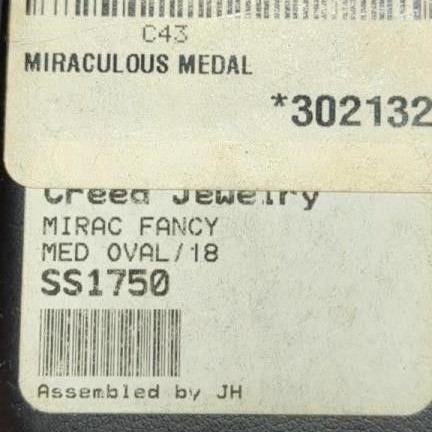 C43
MIRACULOUS MEDAL
*302132
Creed Jewelry
MIRAC FANCY
MED OVAL/18
SS1750
Assembled by JH